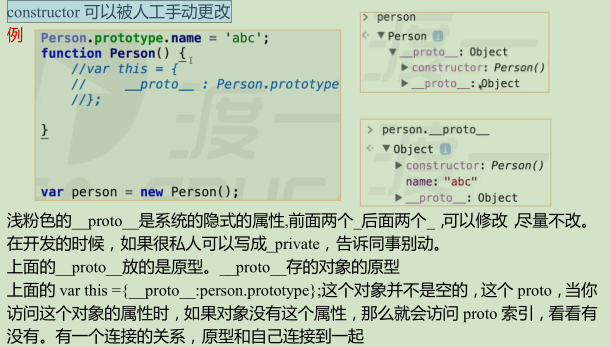 constructor 可以被人工手动更改
例
Person.prototype.name = 'abc';
function Person() {
//var this = {
// __proto__ : Person.prototype
//};
}
var person = new Person();
person
Person
__proto__: Object
constructor: Person()
__proto__: Object
person.__proto__
Object
constructor: Person()
name: "abc"
__proto__: Object
浅粉色的__proto__是系统的隐式的属性,前面两个_后面两个_,可以修改,尽量不改。
在开发的时候，如果很私人可以写成_private，告诉同事别动。
上面的__proto__放的是原型。__proto__存的对象的原型
上面的 var this ={__proto__:person.prototype};这个对象并不是空的，这个 proto，当你
访问这个对象的属性时，如果对象没有这个属性，那么就会访问 proto 索引，看看有
没有。有一个连接的关系，原型和自己连接到一起